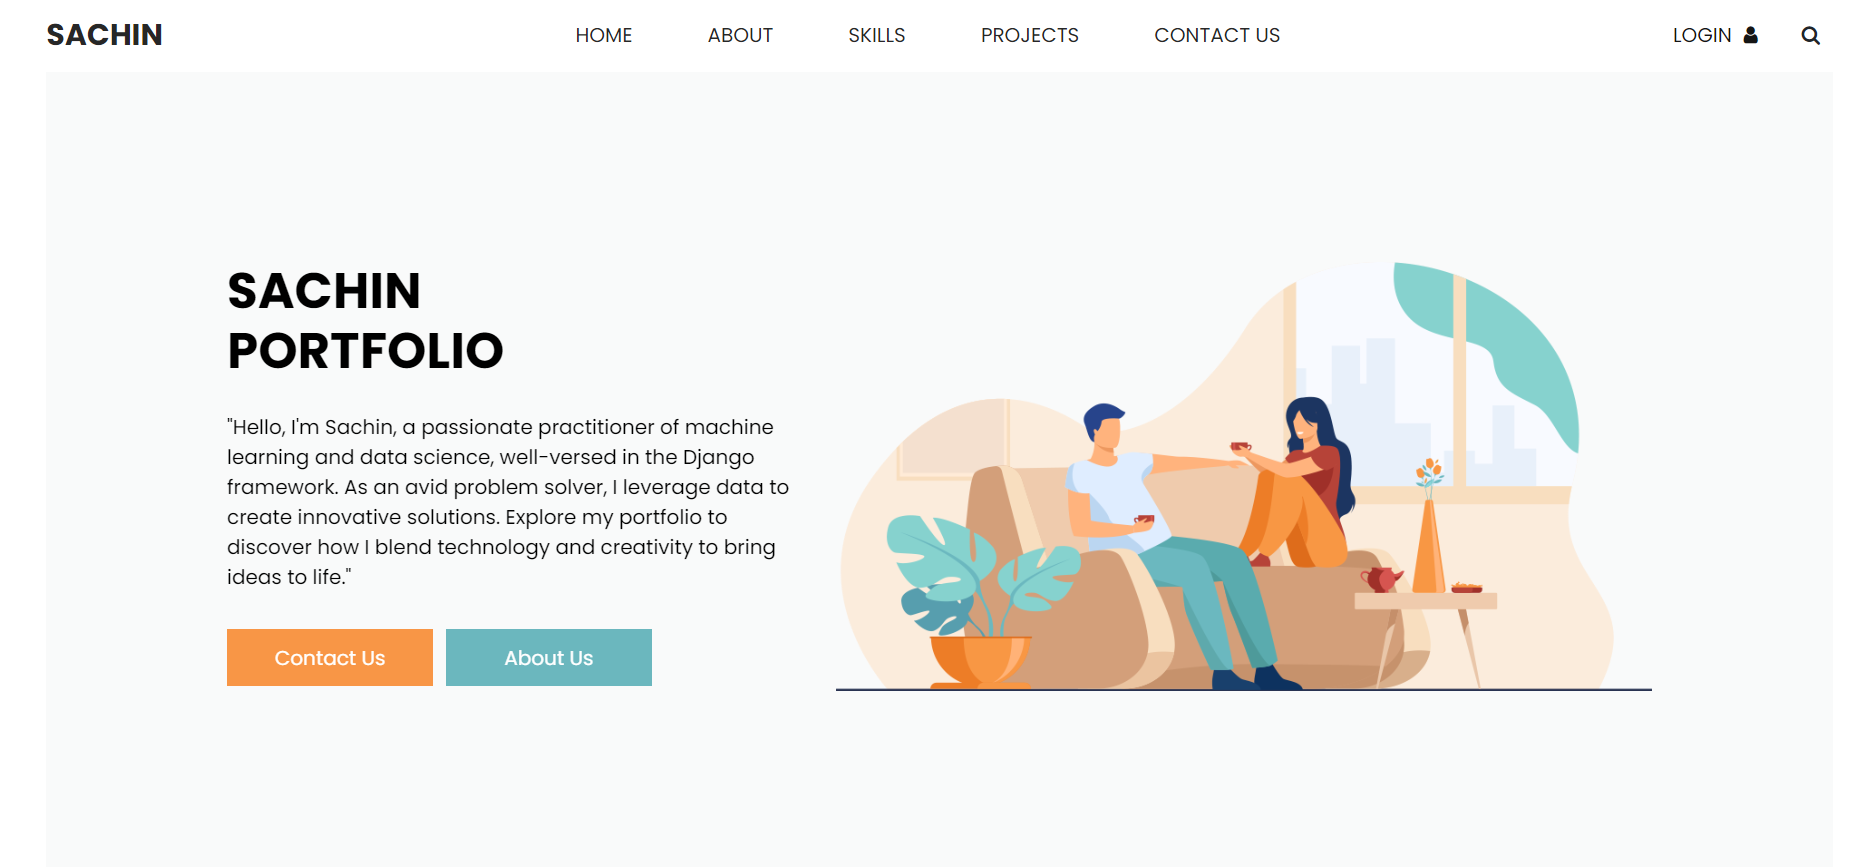 SACHIN
HOME
ABOUT
SKILLS
PROJECTS
CONTACT US
LOGIN
SACHIN
PORTFOLIO
"Hello, I'm Sachin, a passionate practitioner of machine
learning and data science, well-versed in the Django
framework. As an avid problem solver, I leverage data to
create innovative solutions. Explore my portfolio to
discover how I blend technology and creativity to bring
ideas to life."
Contact Us
About Us